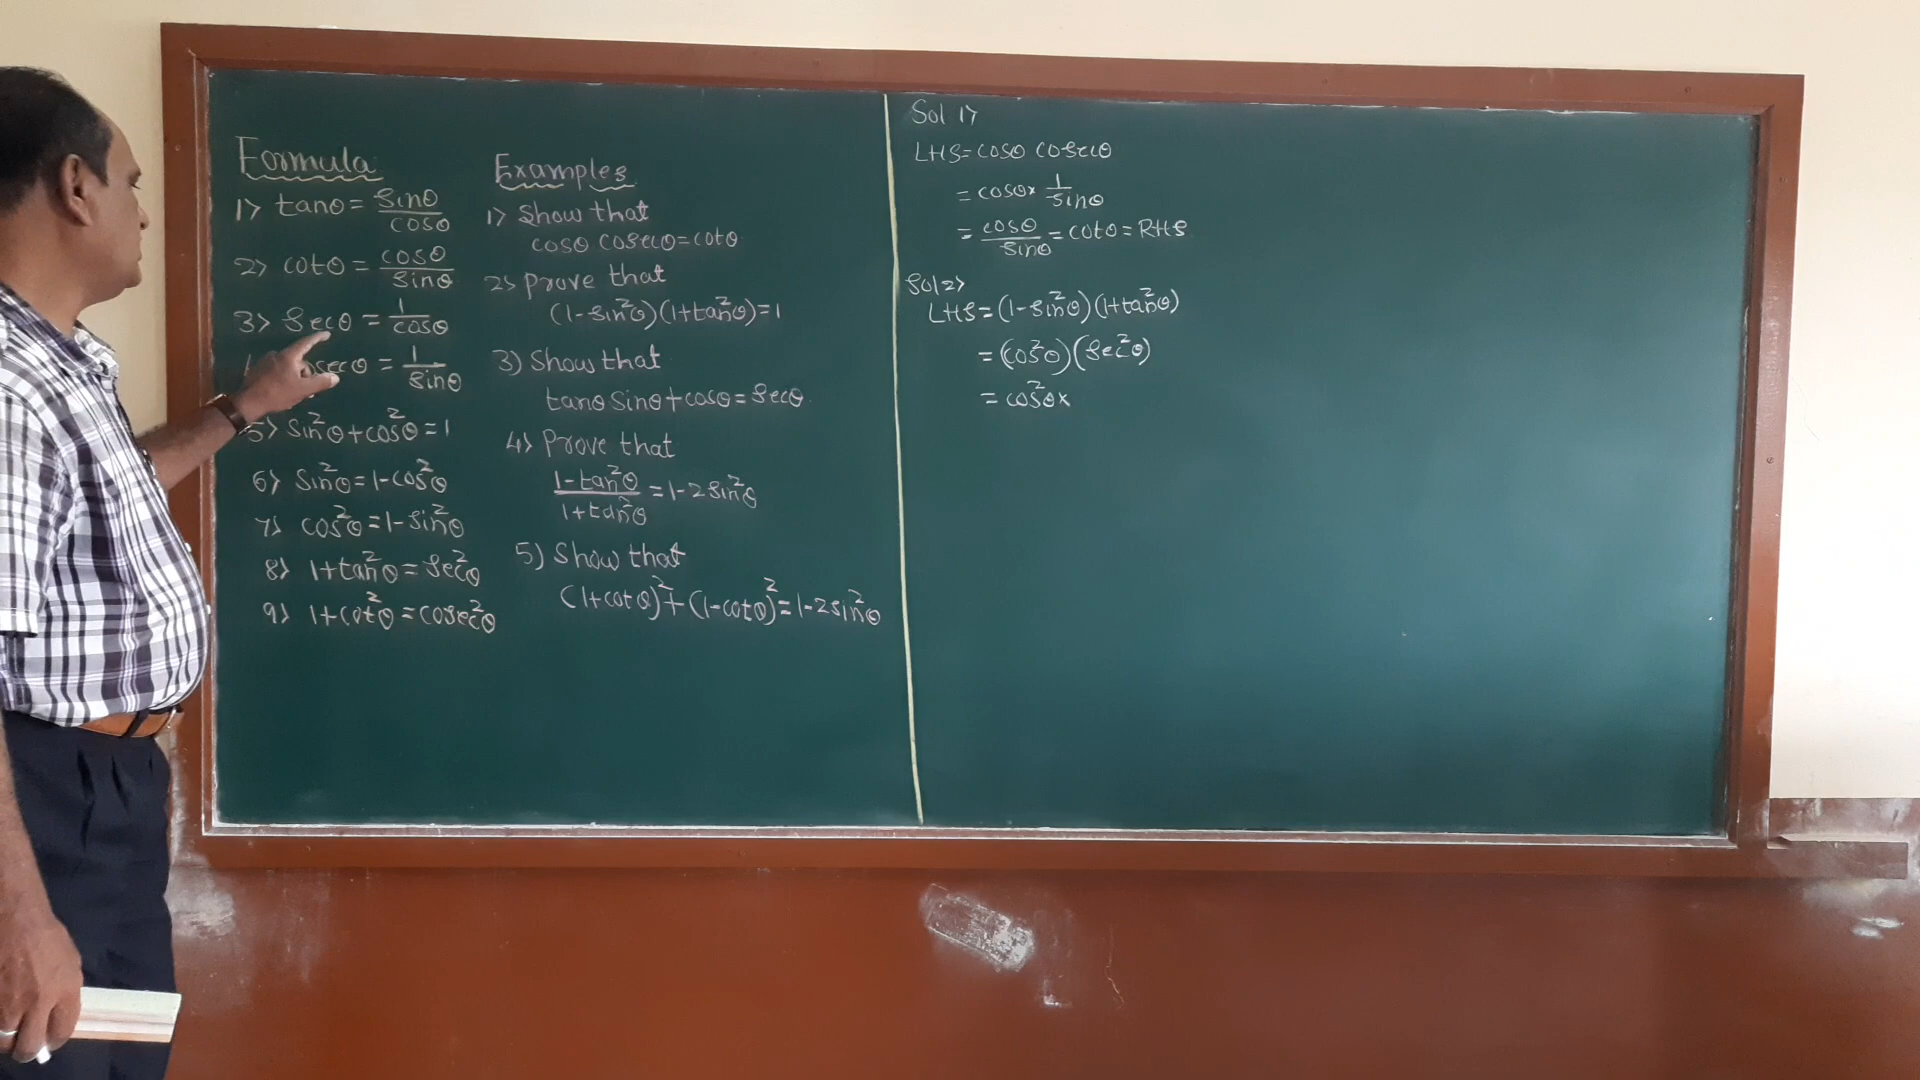 Formula
1) tanθ = sinθ/cosθ
2) cotθ = cosθ/sinθ
3) secθ = 1/cosθ
osecθ = 1/sinθ
5) sin²θ+cos²θ=1
6) sin²θ=1-cos²θ
7) cos²θ=1-sin²θ
8) 1+tan²θ=sec²θ
9) 1+cot²θ=cosec²θ
Examples
1) Show that
cosθ cosecθ=cotθ
2) prove that
(1-sin²θ)(1+tan²θ)=1
3) Show that
tanθ sinθ+cosθ=secθ.
4) Prove that
1-tan²θ/1+tan²θ = 1-2sin²θ
5) Show that
(1+cotθ)²+(1-cotθ)²=1-2sin²θ
Sol 1)
LHS=cosθ cosecθ
= cosθ× 1/sinθ
= cosθ/sinθ = cotθ = RHS
Sol 2)
LHS=(1-sin²θ)(1+tan²θ)
= (cos²θ)(sec²θ)
= cos²θ×